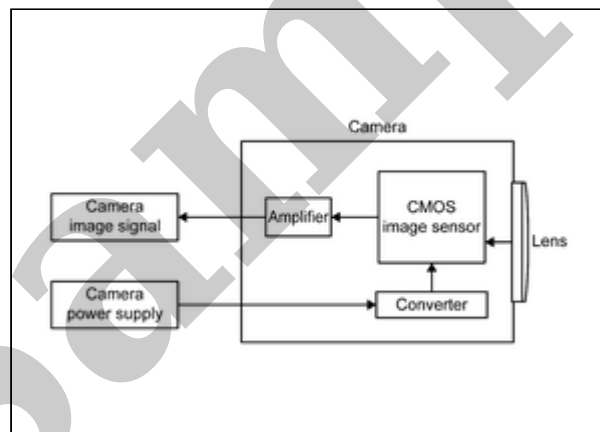 Camera
Camera
image signal
Amplifier
CMOS
image sensor
Lens
Camera
power supply
Converter